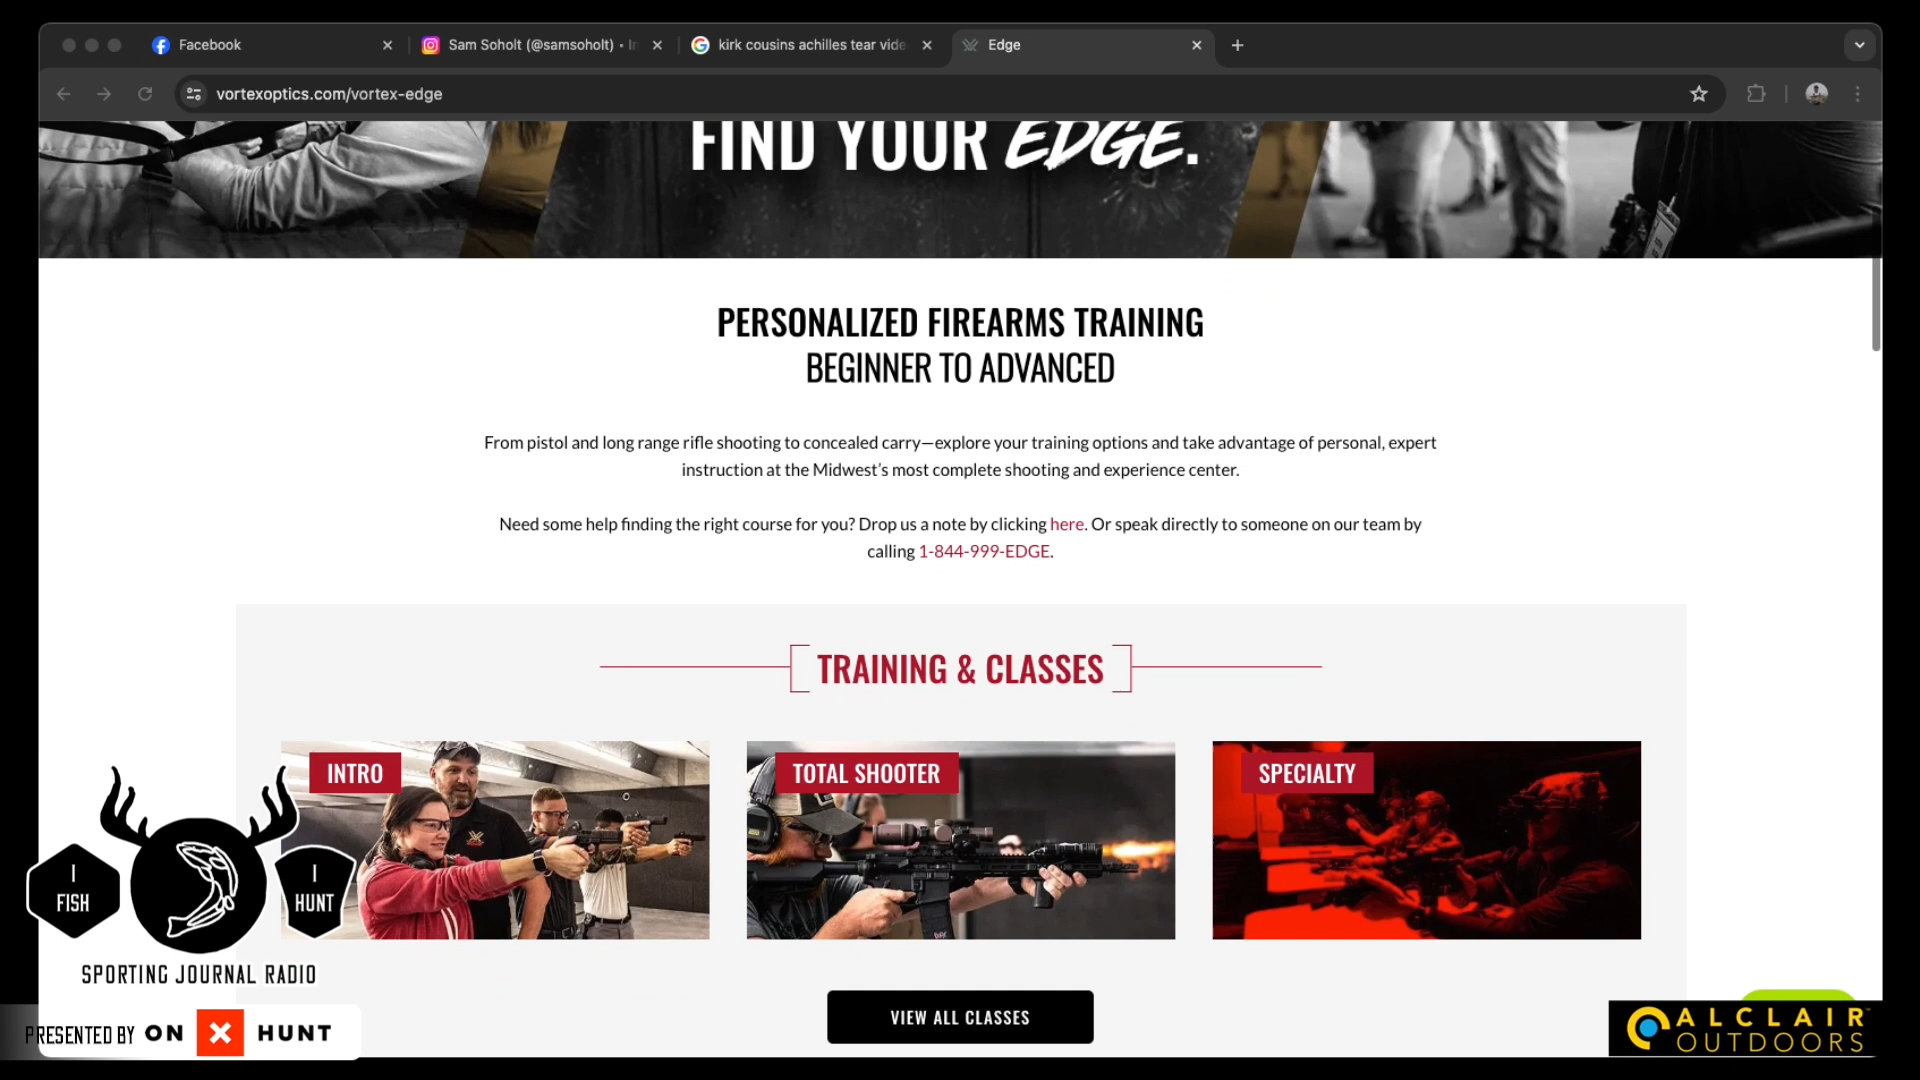 Facebook
Sam Soholt (@samsoholt) • In
kirk cousins achilles tear vide
Edge
vortexoptics.com/vortex-edge
FIND YOUR EDGE.
PERSONALIZED FIREARMS TRAINING
BEGINNER TO ADVANCED
From pistol and long range rifle shooting to concealed carry—explore your training options and take advantage of personal, expert
instruction at the Midwest’s most complete shooting and experience center.
Need some help finding the right course for you? Drop us a note by clicking here. Or speak directly to someone on our team by
calling 1-844-999-EDGE.
TRAINING & CLASSES
INTRO
TOTAL SHOOTER
SPECIALTY
I
FISH
I
HUNT
SPORTING JOURNAL RADIO
PRESENTED BY ON X HUNT
VIEW ALL CLASSES
ALCLAIR
OUTDOORS